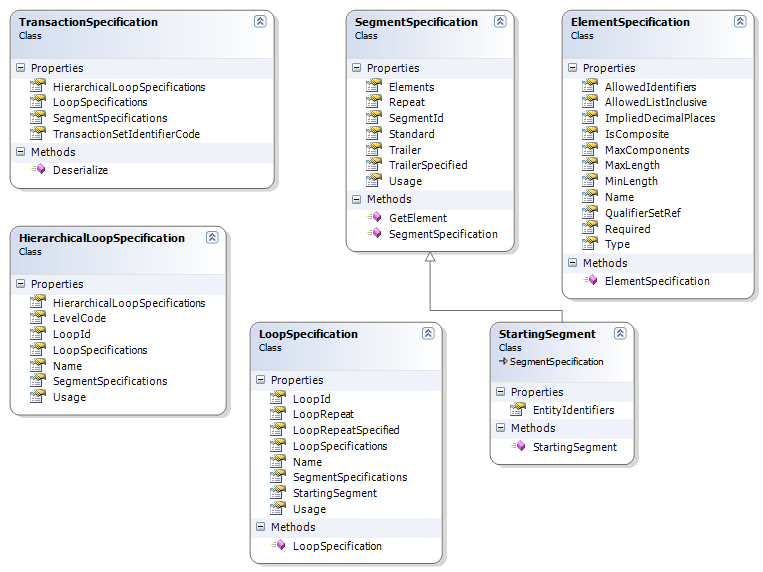 TransactionSpecification
Class
Properties
HierarchicalLoopSpecifications
LoopSpecifications
SegmentSpecifications
TransactionSetIdentifierCode
Methods
Deserialize
SegmentSpecification
Class
Properties
Elements
Repeat
SegmentId
Standard
Trailer
TrailerSpecified
Usage
Methods
GetElement
SegmentSpecification
ElementSpecification
Class
Properties
AllowedIdentifiers
AllowedListInclusive
ImpliedDecimalPlaces
IsComposite
MaxComponents
MaxLength
MinLength
Name
QualifierSetRef
Required
Type
Methods
ElementSpecification
HierarchicalLoopSpecification
Class
Properties
HierarchicalLoopSpecifications
LevelCode
LoopId
LoopSpecifications
Name
SegmentSpecifications
Usage
LoopSpecification
Class
Properties
LoopId
LoopRepeat
LoopRepeatSpecified
LoopSpecifications
Name
SegmentSpecifications
StartingSegment
Usage
Methods
LoopSpecification
StartingSegment
Class
SegmentSpecification
Properties
EntityIdentifiers
Methods
StartingSegment